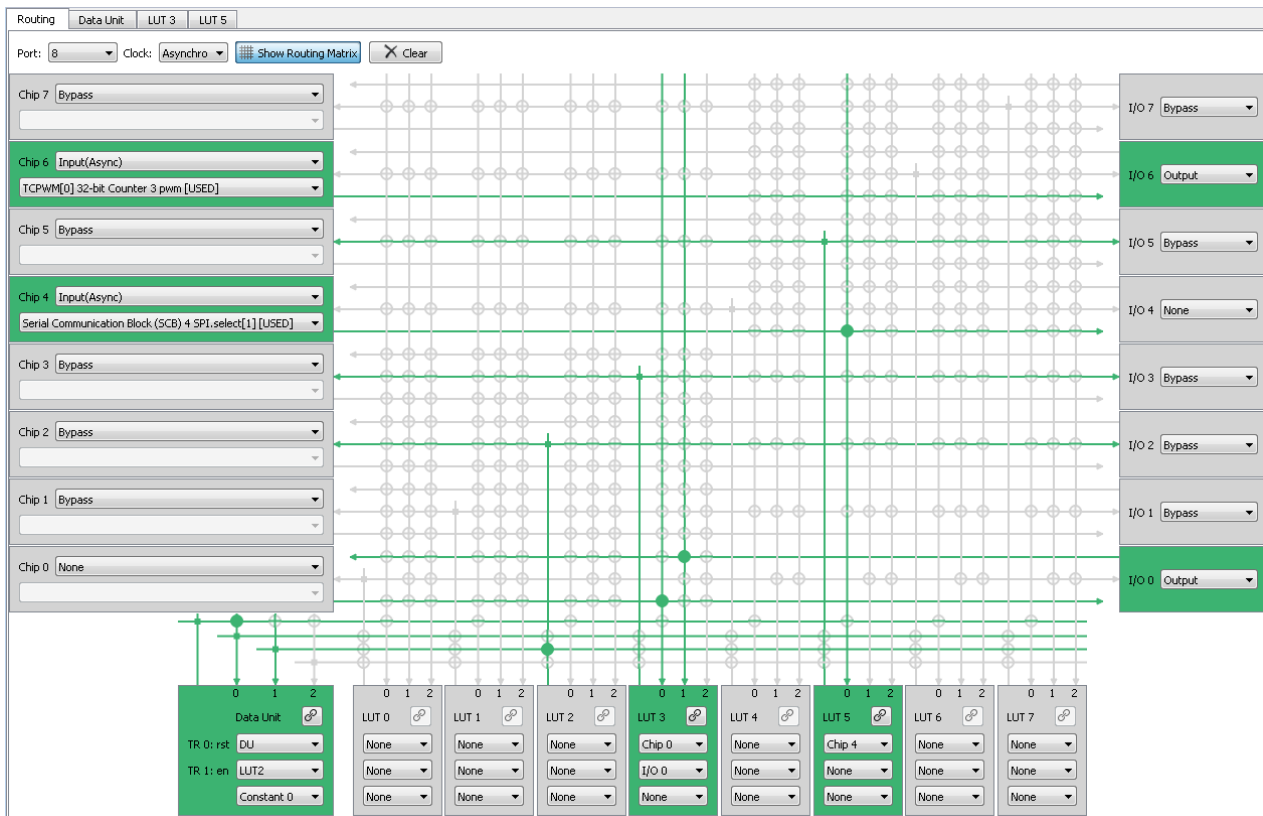 Routing Data Unit LUT 3 LUT 5
Port: 8 Clock: Asynchro Show Routing Matrix Clear
Chip 7 Bypass
I/O 7 Bypass
Chip 6 Input(Async)
TCPWM[0] 32-bit Counter 3 pwm [USED]
I/O 6 Output
Chip 5 Bypass
I/O 5 Bypass
Chip 4 Input(Async)
Serial Communication Block (SCB) 4 SPI.select[1] [USED]
I/O 4 None
Chip 3 Bypass
I/O 3 Bypass
Chip 2 Bypass
I/O 2 Bypass
Chip 1 Bypass
I/O 1 Bypass
Chip 0 None
I/O 0 Output
0 1 2 0 1 2 0 1 2 0 1 2 0 1 2 0 1 2 0 1 2 0 1 2 0 1 2
Data Unit LUT 0 LUT 1 LUT 2 LUT 3 LUT 4 LUT 5 LUT 6 LUT 7
TR 0: rst DU None None None Chip 0 None Chip 4 None None
TR 1: en LUT2 None None None I/O 0 None None None None
Constant 0 None None None None None None None None